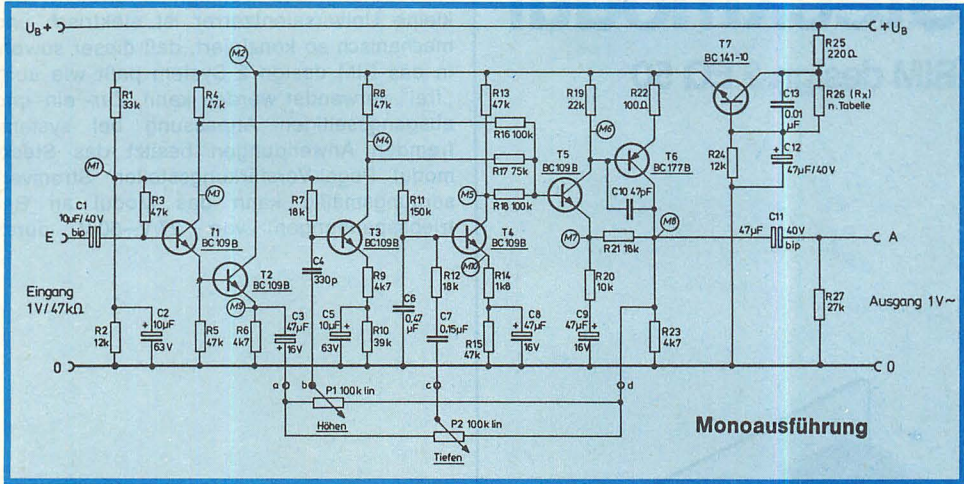 UB +
+UB
M2
T7
BC 141-10
R25
220Ω
R1
33k
R4
47k
R8
47k
R13
47k
R19
22k
R22
100Ω
C13
0.01
µF
R26 (Rx)
n.Tabelle
M4
R16 100k
M6
T6
BC177B
R17 75k
T5
BC109B
R24
12k
C12
47µF/40V
M1
M3
R3
47k
R7
18k
R11
150k
M5
R18 100k
C10 47pF
C1
10µF/40V
bip
E
T1
BC109B
T3
BC109B
T4
BC109B
M7
R21 18k
M8
C11
47µF
40V
bip
A
T2
BC109B
C4
330p
R9
4k7
R12
18k
M10
R14
1k8
R20
10k
Eingang
1V/47kΩ
Ausgang 1V~
M9
C6
0,47
µF
C7
0,15µF
R27
27k
R2
12k
C2
10µF
63V
R5
47k
R6
4k7
C3
47µF
16V
C5
10µF
63V
R10
39k
R15
47k
C8
47µF
16V
C9
47µF
16V
R23
4k7
0
0
a
b
c
d
P1 100k lin
Höhen
P2 100k lin
Tiefen
Monoausführung